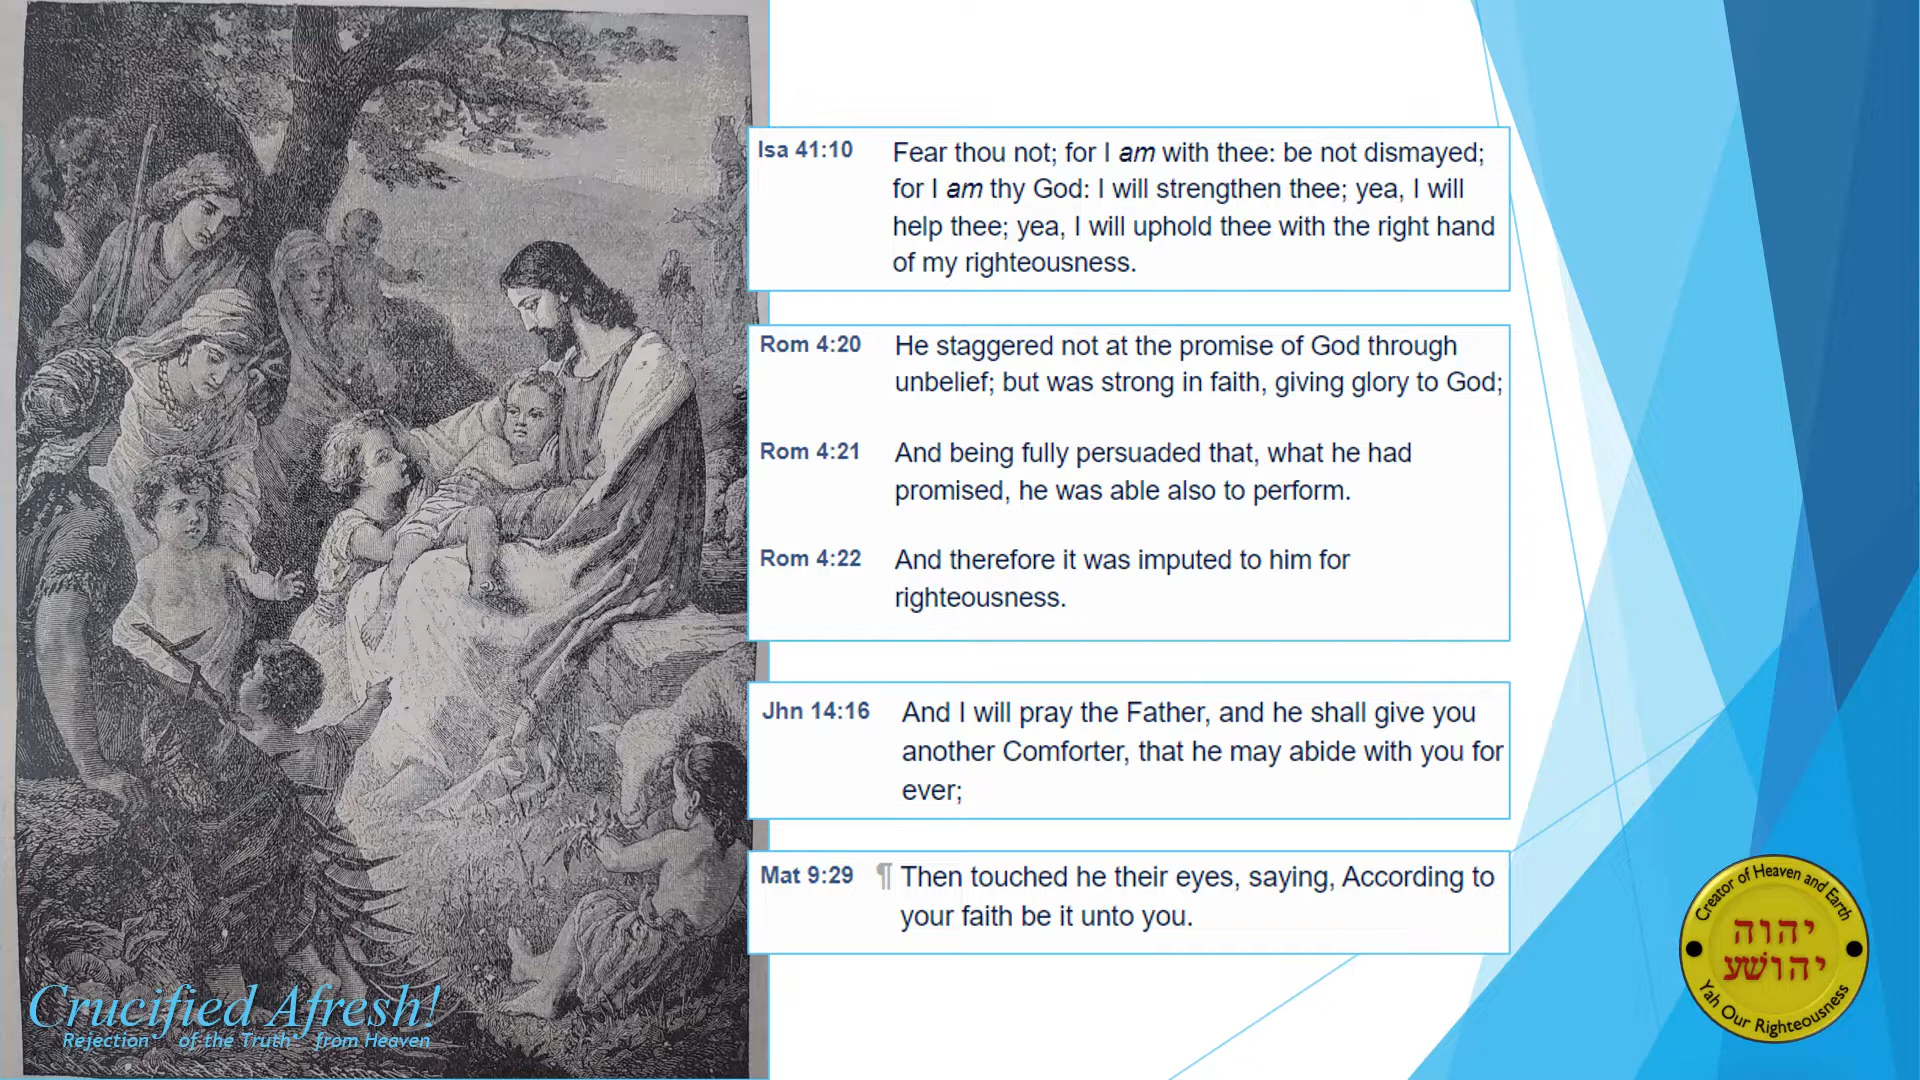 Isa 41:10 Fear thou not; for I am with thee: be not dismayed;
for I am thy God: I will strengthen thee; yea, I will
help thee; yea, I will uphold thee with the right hand
of my righteousness.
Rom 4:20 He staggered not at the promise of God through
unbelief; but was strong in faith, giving glory to God;
Rom 4:21 And being fully persuaded that, what he had
promised, he was able also to perform.
Rom 4:22 And therefore it was imputed to him for
righteousness.
Jhn 14:16 And I will pray the Father, and he shall give you
another Comforter, that he may abide with you for
ever;
Mat 9:29 ¶ Then touched he their eyes, saying, According to
your faith be it unto you.
Crucified Afresh!
Rejection of the Truth from Heaven
Creator of Heaven and Earth
יהוה
יהושע
Yah Our Righteousness